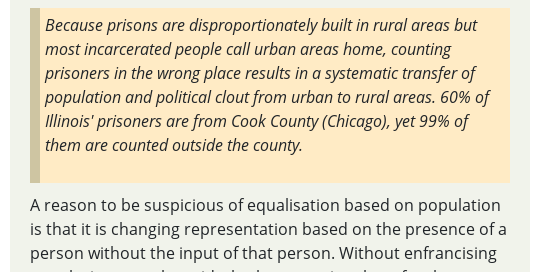 Because prisons are disproportionately built in rural areas but
most incarcerated people call urban areas home, counting
prisoners in the wrong place results in a systematic transfer of
population and political clout from urban to rural areas. 60% of
Illinois' prisoners are from Cook County (Chicago), yet 99% of
them are counted outside the county.
A reason to be suspicious of equalisation based on population
is that it is changing representation based on the presence of a
person without the input of that person. Without enfrancising